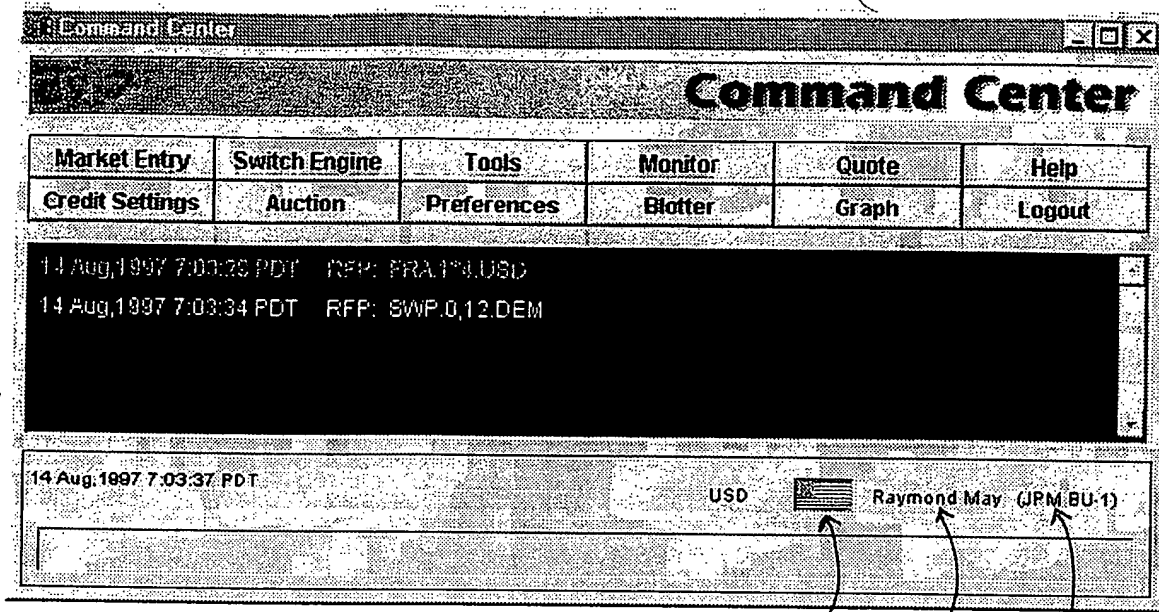 Command Center
Command Center
Market Entry Switch Engine Tools Monitor Quote Help
Credit Settings Auction Preferences Blotter Graph Logout
14 Aug,1997 7:03:34 PDT RFP: SWP.0,12.DEM
14 Aug,1997 7:03:37 PDT
USD Raymond May (JPM.BU-1)